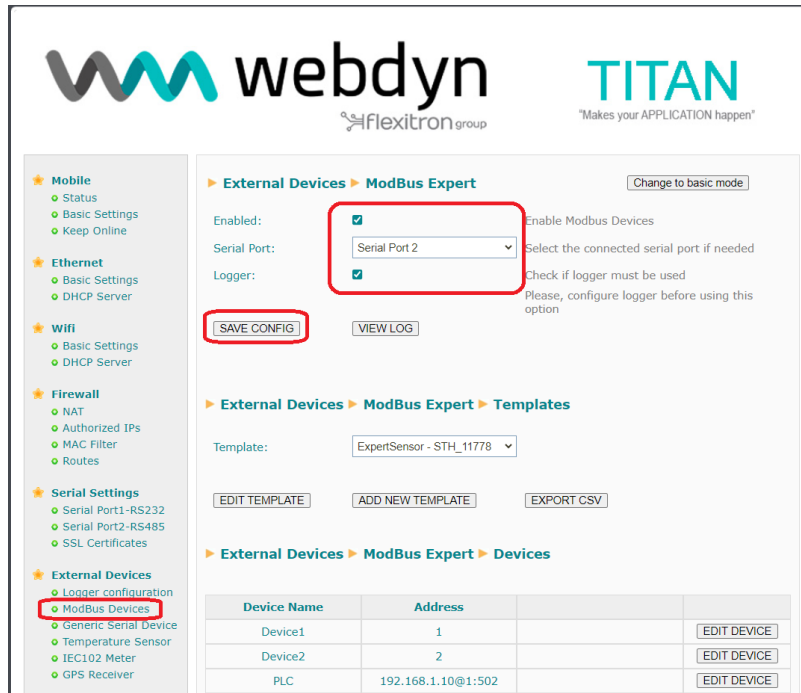 webdyn
flexitron group
TITAN
"Makes your APPLICATION happen"
Mobile
Status
Basic Settings
Keep Online
Ethernet
Basic Settings
DHCP Server
Wifi
Basic Settings
DHCP Server
Firewall
NAT
Authorized IPs
MAC Filter
Routes
Serial Settings
Serial Port1-RS232
Serial Port2-RS485
SSL Certificates
External Devices
Logger configuration
ModBus Devices
Generic Serial Device
Temperature Sensor
IEC102 Meter
GPS Receiver
External Devices ModBus Expert
Change to basic mode
Enabled: Enable Modbus Devices
Serial Port: Serial Port 2 Select the connected serial port if needed
Logger: Check if logger must be used
Please, configure logger before using this
option
SAVE CONFIG VIEW LOG
External Devices ModBus Expert Templates
Template: ExpertSensor - STH_11778
EDIT TEMPLATE ADD NEW TEMPLATE EXPORT CSV
External Devices ModBus Expert Devices
Device Name Address
Device1 1 EDIT DEVICE
Device2 2 EDIT DEVICE
PLC 192.168.1.10@1:502 EDIT DEVICE